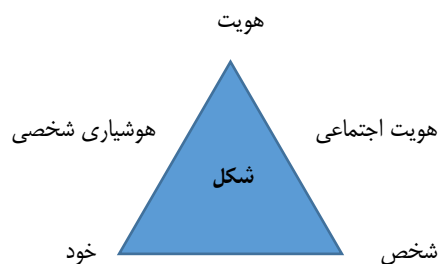 هویت
هویت اجتماعی
هوشیاری شخصی
شکل
شخص
خود